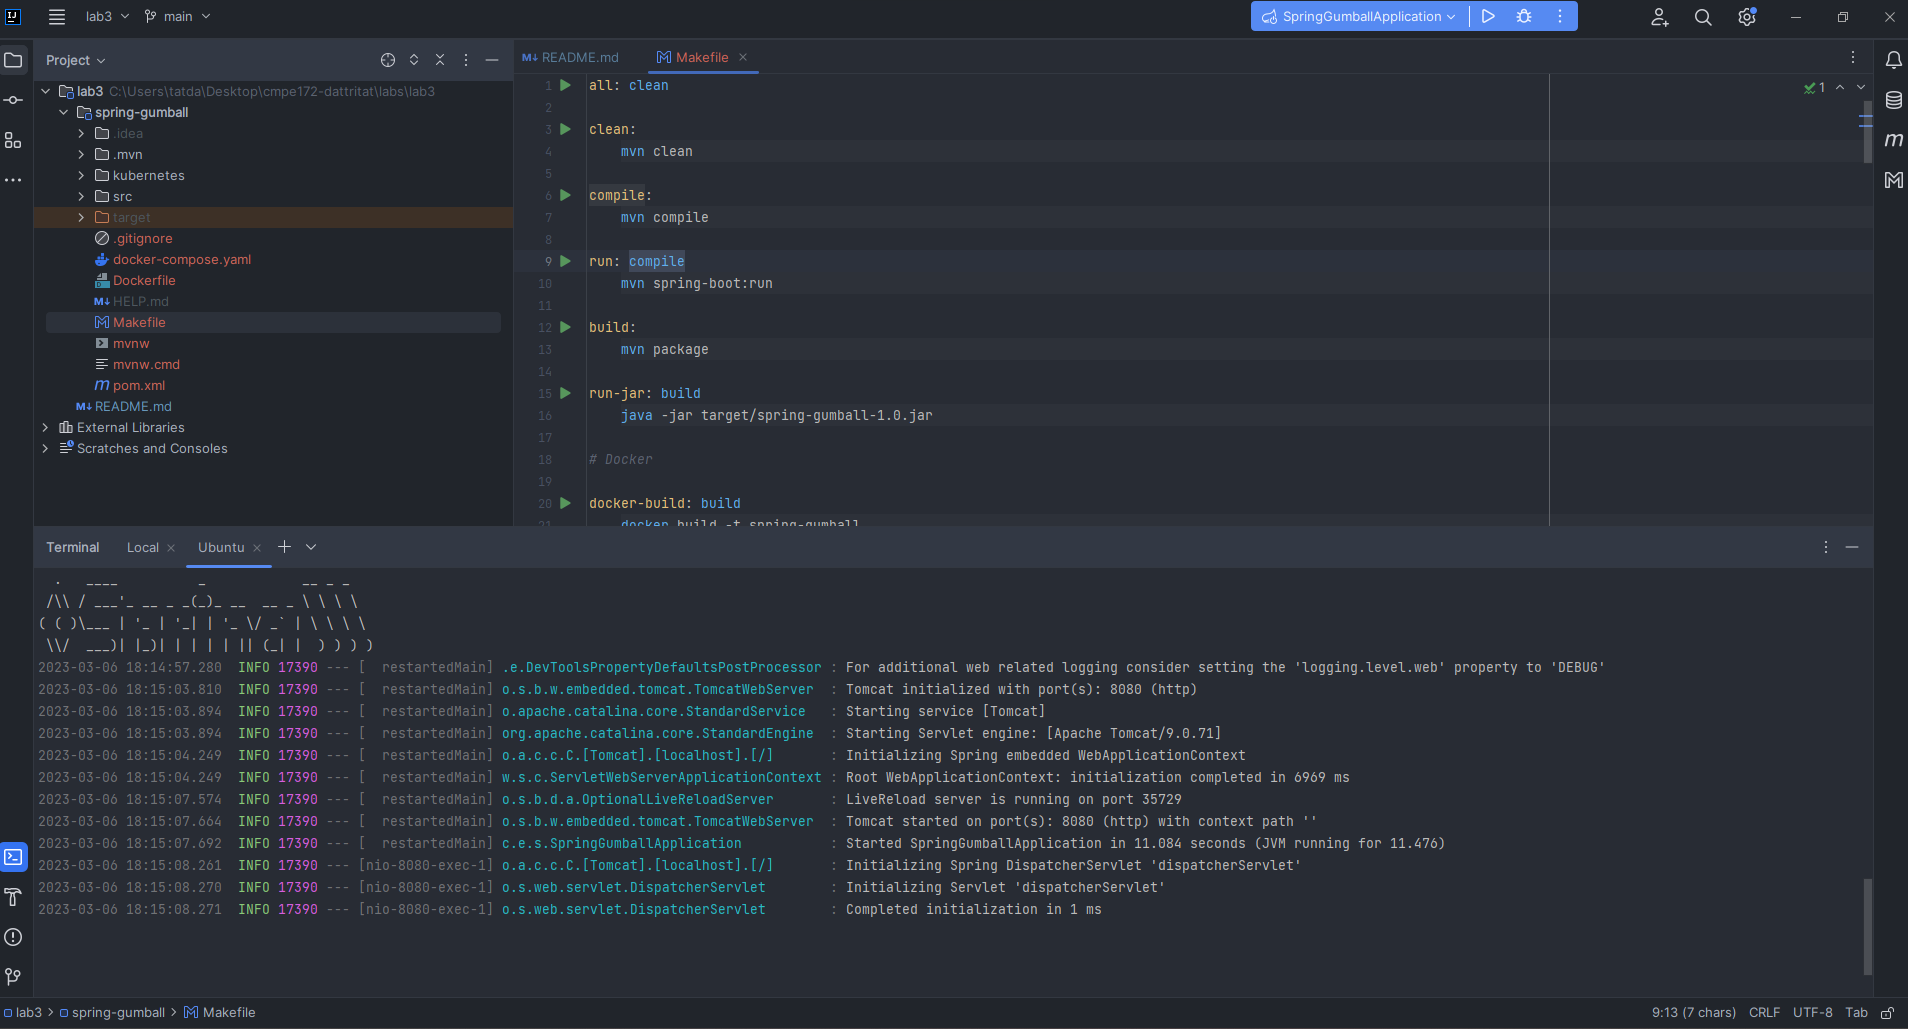 lab3 main SpringGumballApplication
Project
README.md Makefile
lab3 C:\Users\tatda\Desktop\cmpe172-dattritat\labs\lab3
spring-gumball
.idea
.mvn
kubernetes
src
target
.gitignore
docker-compose.yaml
Dockerfile
HELP.md
Makefile
mvnw
mvnw.cmd
pom.xml
README.md
External Libraries
Scratches and Consoles
1 all: clean
2
3 clean:
4 mvn clean
5
6 compile:
7 mvn compile
8
9 run: compile
10 mvn spring-boot:run
11
12 build:
13 mvn package
14
15 run-jar: build
16 java -jar target/spring-gumball-1.0.jar
17
18 # Docker
19
20 docker-build: build
21 docker build -t spring-gumball
1
Terminal Local Ubuntu
  .   ____          _            __ _ _
 /\\ / ___'_ __ _ _(_)_ __  __ _ \ \ \ \
( ( )\___ | '_ | '_| | '_ \/ _` | \ \ \ \
 \\/  ___)| |_)| | | | | || (_| |  ) ) ) )
2023-03-06 18:14:57.280  INFO 17390 --- [  restartedMain] .e.DevToolsPropertyDefaultsPostProcessor : For additional web related logging consider setting the 'logging.level.web' property to 'DEBUG'
2023-03-06 18:15:03.810  INFO 17390 --- [  restartedMain] o.s.b.w.embedded.tomcat.TomcatWebServer  : Tomcat initialized with port(s): 8080 (http)
2023-03-06 18:15:03.894  INFO 17390 --- [  restartedMain] o.apache.catalina.core.StandardService   : Starting service [Tomcat]
2023-03-06 18:15:03.894  INFO 17390 --- [  restartedMain] org.apache.catalina.core.StandardEngine  : Starting Servlet engine: [Apache Tomcat/9.0.71]
2023-03-06 18:15:04.249  INFO 17390 --- [  restartedMain] o.a.c.c.C.[Tomcat].[localhost].[/]       : Initializing Spring embedded WebApplicationContext
2023-03-06 18:15:04.249  INFO 17390 --- [  restartedMain] w.s.c.ServletWebServerApplicationContext : Root WebApplicationContext: initialization completed in 6969 ms
2023-03-06 18:15:07.574  INFO 17390 --- [  restartedMain] o.s.b.d.a.OptionalLiveReloadServer       : LiveReload server is running on port 35729
2023-03-06 18:15:07.664  INFO 17390 --- [  restartedMain] o.s.b.w.embedded.tomcat.TomcatWebServer  : Tomcat started on port(s): 8080 (http) with context path ''
2023-03-06 18:15:07.692  INFO 17390 --- [  restartedMain] c.e.s.SpringGumballApplication           : Started SpringGumballApplication in 11.084 seconds (JVM running for 11.476)
2023-03-06 18:15:08.261  INFO 17390 --- [nio-8080-exec-1] o.a.c.c.C.[Tomcat].[localhost].[/]       : Initializing Spring DispatcherServlet 'dispatcherServlet'
2023-03-06 18:15:08.270  INFO 17390 --- [nio-8080-exec-1] o.s.web.servlet.DispatcherServlet        : Initializing Servlet 'dispatcherServlet'
2023-03-06 18:15:08.271  INFO 17390 --- [nio-8080-exec-1] o.s.web.servlet.DispatcherServlet        : Completed initialization in 1 ms
lab3 > spring-gumball > Makefile 9:13 (7 chars) CRLF UTF-8 Tab